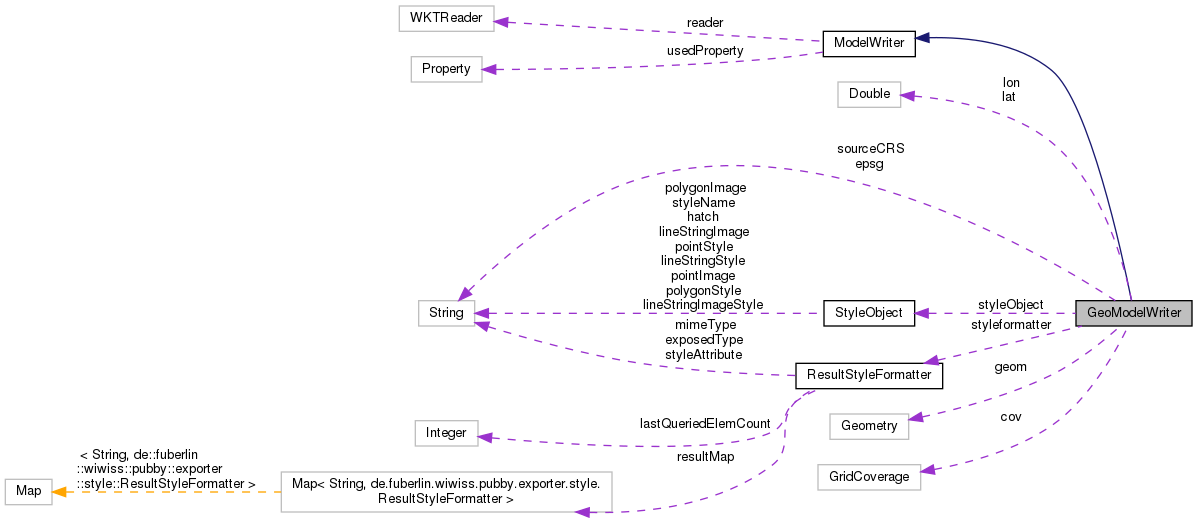 WKTReader
reader
ModelWriter
usedProperty
Property
Double
lon
lat
sourceCRS
epsg
polygonImage
styleName
hatch
lineStringImage
pointStyle
lineStringStyle
pointImage
polygonStyle
lineStringImageStyle
String
StyleObject
styleObject
GeoModelWriter
styleformatter
mimeType
exposedType
styleAttribute
ResultStyleFormatter
geom
Geometry
cov
lastQueriedElemCount
Integer
resultMap
GridCoverage
< String, de::fuberlin
::wiwiss::pubby::exporter
::style::ResultStyleFormatter >
Map
Map< String, de.fuberlin.wiwiss.pubby.exporter.style.
ResultStyleFormatter >